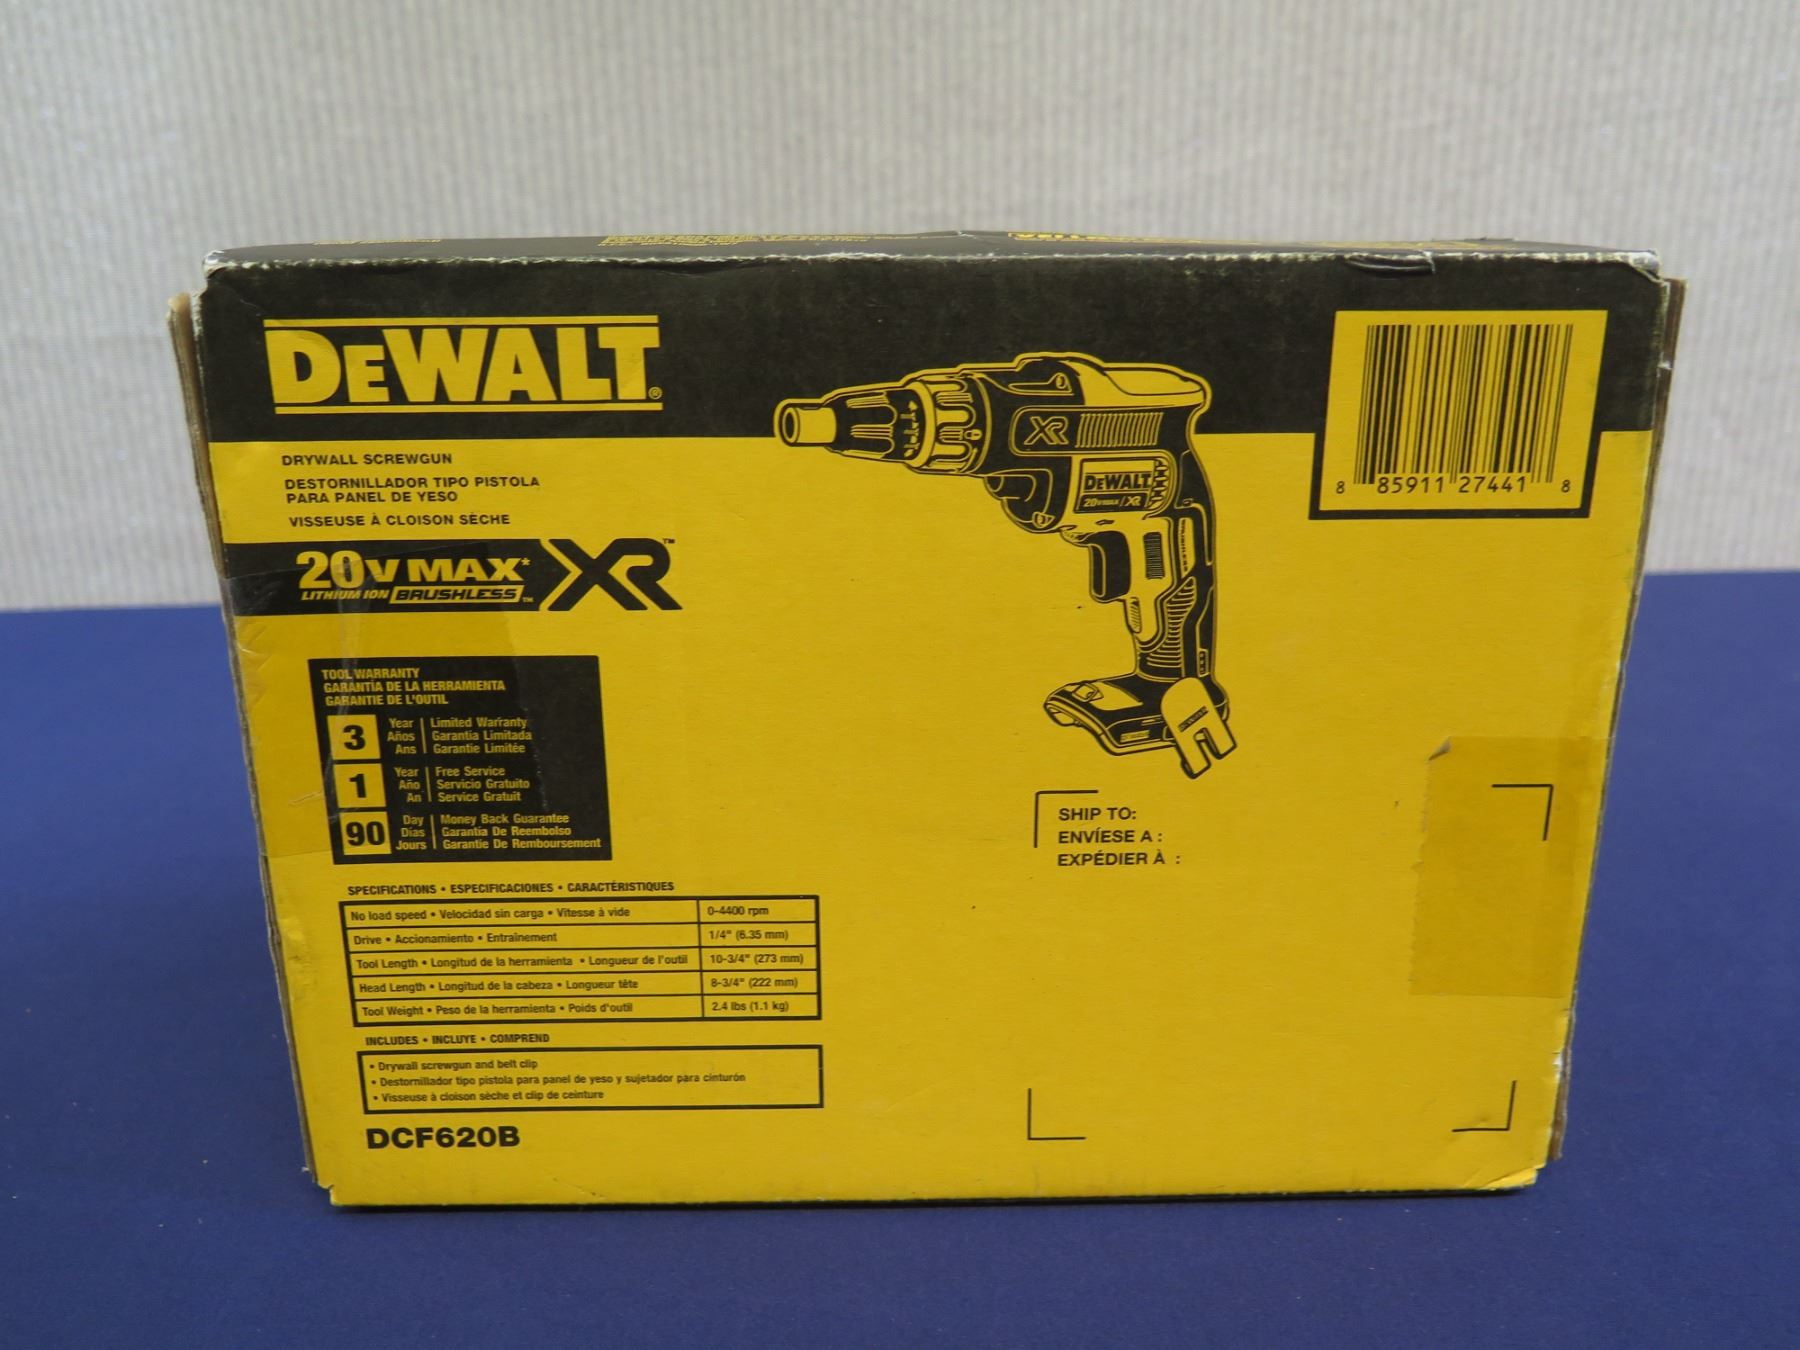 DEWALT®
DRYWALL SCREWGUN
DESTORNILLADOR TIPO PISTOLA
PARA PANEL DE YESO
VISSEUSE À CLOISON SÈCHE
20V MAX* XR™
LITHIUM ION BRUSHLESS™
TOOL WARRANTY
GARANTÍA DE LA HERRAMIENTA
GARANTIE DE L'OUTIL
3 Year Limited Warranty
Años Garantía Limitada
Ans Garantie Limitée
1 Year Free Service
Año Servicio Gratuito
An Service Gratuit
90 Day Money Back Guarantee
Días Garantía De Reembolso
Jours Garantie De Remboursement
SPECIFICATIONS • ESPECIFICACIONES • CARACTÉRISTIQUES
No load speed • Velocidad sin carga • Vitesse à vide 0-4400 rpm
Drive • Accionamiento • Entraînement 1/4" (6.35 mm)
Tool Length • Longitud de la herramienta • Longueur de l'outil 10-3/4" (273 mm)
Head Length • Longitud de la cabeza • Longueur tête 8-3/4" (222 mm)
Tool Weight • Peso de la herramienta • Poids d'outil 2.4 lbs (1.1 kg)
INCLUDES • INCLUYE • COMPREND
• Drywall screwgun and belt clip
• Destornillador tipo pistola para panel de yeso y sujetador para cinturón
• Visseuse à cloison sèche et clip de ceinture
DCF620B
XR
DEWALT
20V MAX / XR
8 85911 27441 8
SHIP TO:
ENVÍESE A :
EXPÉDIER À :